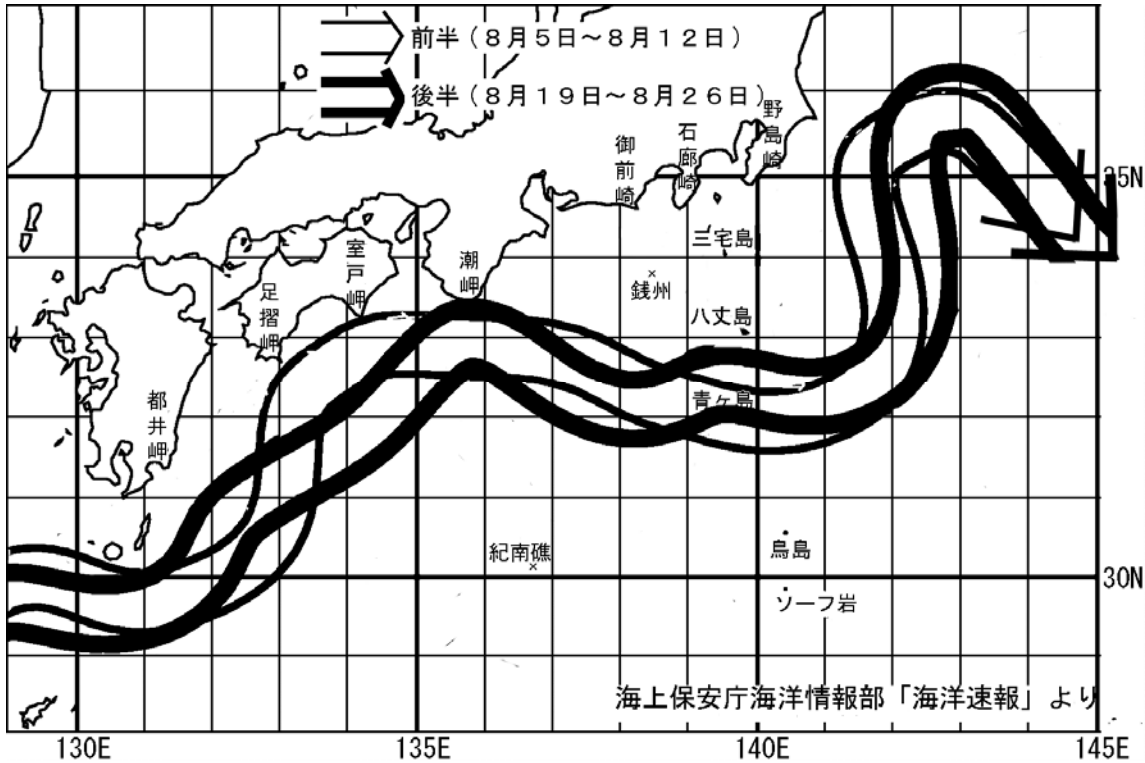 前半（８月５日～８月１２日）
後半（８月１９日～８月２６日）
野島崎
石廊崎
御前崎
室戸岬
潮岬
足摺岬
都井岬
三宅島
銭州
八丈島
青ヶ島
紀南礁
鳥島
ソーフ岩
35N
30N
海上保安庁海洋情報部「海洋速報」より
130E
135E
140E
145E